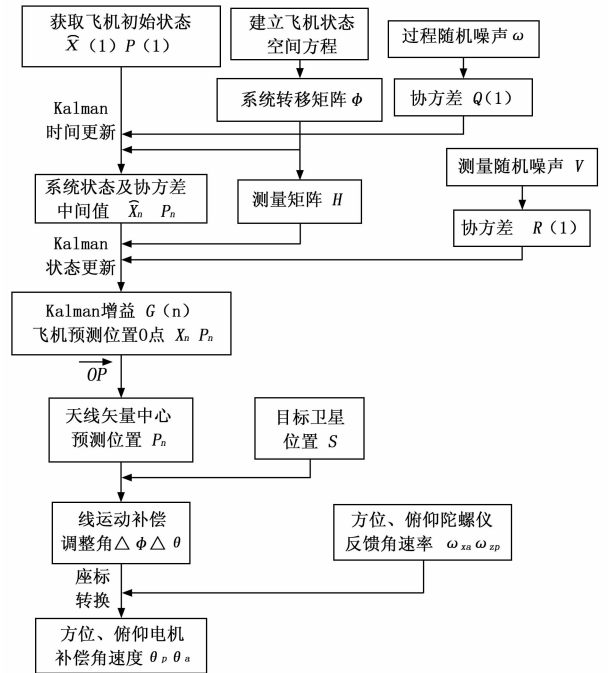 获取飞机初始状态
X̂(1) P(1)
建立飞机状态
空间方程
过程随机噪声ω
系统转移矩阵ϕ
协方差 Q(1)
Kalman
时间更新
测量随机噪声 V
系统状态及协方差
中间值 X̂n Pn
测量矩阵 H
协方差 R(1)
Kalman
状态更新
Kalman增益 G(n)
飞机预测位置O点 Xn Pn
OP
天线矢量中心
预测位置 Pn
目标卫星
位置 S
线运动补偿
调整角△ϕ△θ
方位、俯仰陀螺仪
反馈角速率 ωxa ωzp
座标
转换
方位、俯仰电机
补偿角速度 θp θa